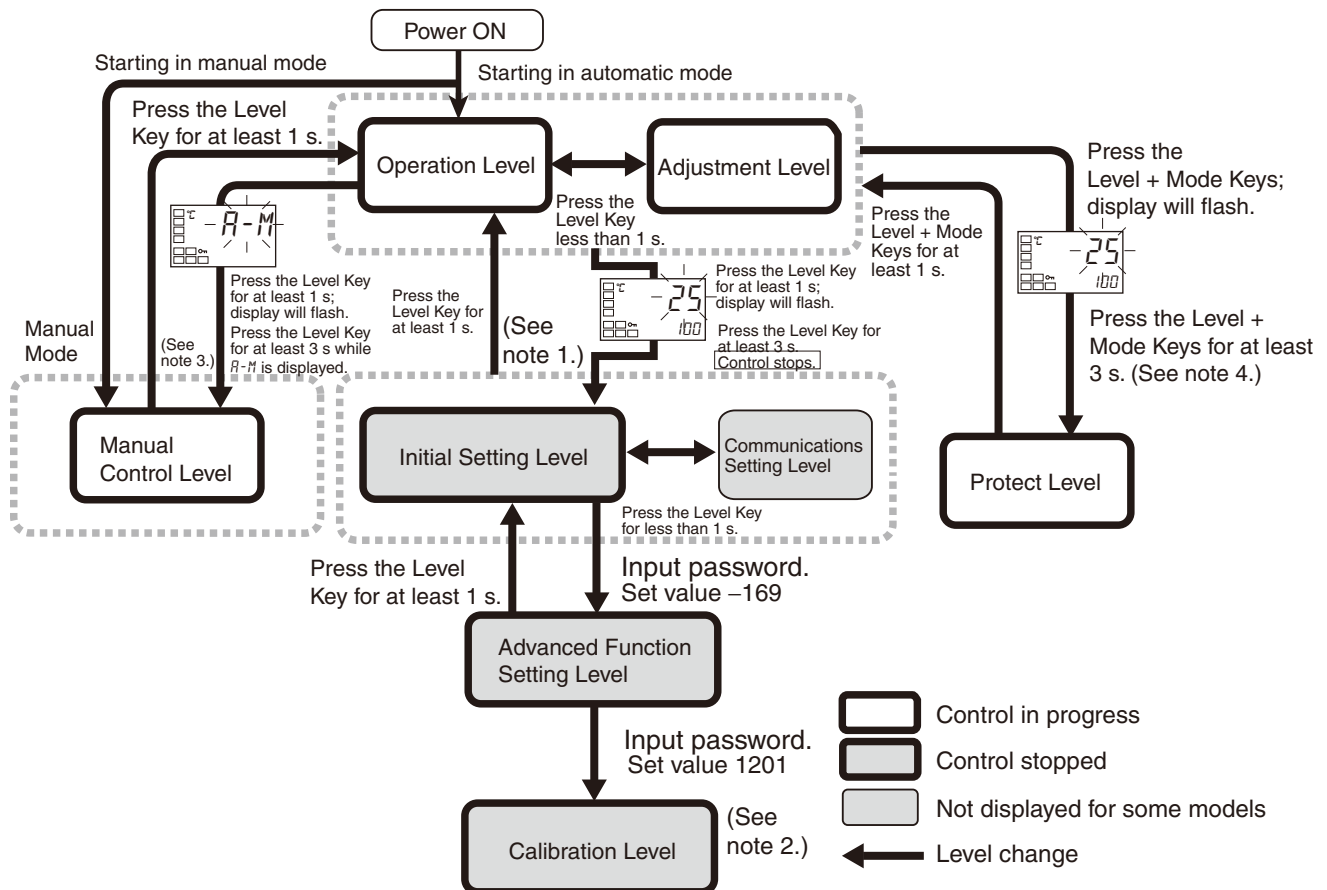 Power ON
Starting in manual mode
Starting in automatic mode
Press the Level
Key for at least 1 s.
Operation Level
Adjustment Level
Press the
Level Key
less than 1 s.
Press the
Level + Mode
Keys for at
least 1 s.
Press the
Level + Mode Keys;
display will flash.
°C
A-M
Press the Level Key
for at least 1 s;
display will flash.
Press the Level Key
for at least 3 s while
A-M is displayed.
Manual
Mode
(See
note 3.)
Press the
Level Key for
at least 1 s.
(See
note 1.)
°C
25
100
Press the Level Key
for at least 1 s;
display will flash.
Press the Level Key for
at least 3 s.
Control stops.
°C
25
100
Press the Level +
Mode Keys for at least
3 s. (See note 4.)
Manual
Control Level
Initial Setting Level
Communications
Setting Level
Protect Level
Press the Level Key
for less than 1 s.
Press the Level
Key for at least 1 s.
Input password.
Set value –169
Advanced Function
Setting Level
Input password.
Set value 1201
Calibration Level
(See
note 2.)
Control in progress
Control stopped
Not displayed for some models
Level change